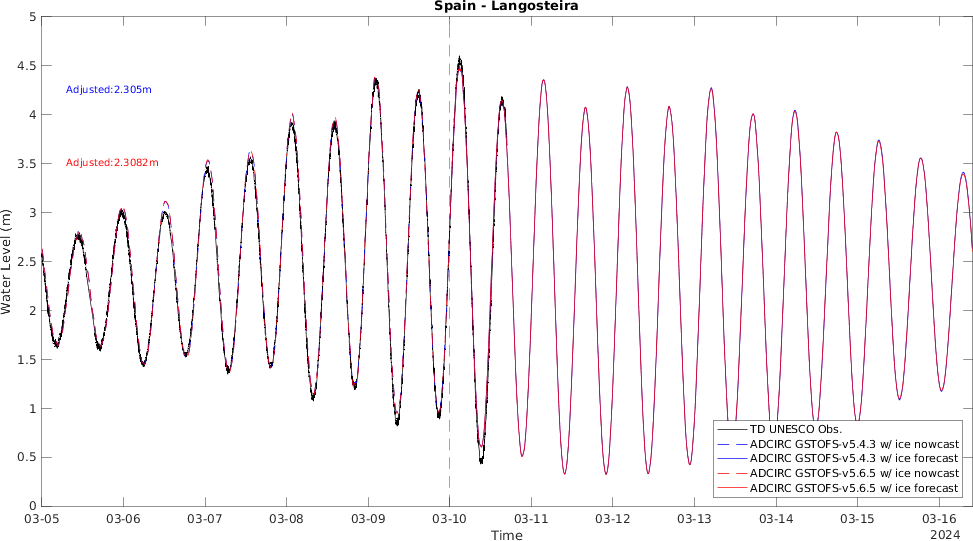 Spain - Langosteira
5
4.5
4
3.5
3
2.5
2
1.5
1
0.5
0
Water Level (m)
Adjusted:2.305m
Adjusted:2.3082m
TD UNESCO Obs.
ADCIRC GSTOFS-v5.4.3 w/ ice nowcast
ADCIRC GSTOFS-v5.4.3 w/ ice forecast
ADCIRC GSTOFS-v5.6.5 w/ ice nowcast
ADCIRC GSTOFS-v5.6.5 w/ ice forecast
03-05 03-06 03-07 03-08 03-09 03-10 03-11 03-12 03-13 03-14 03-15 03-16
Time
2024